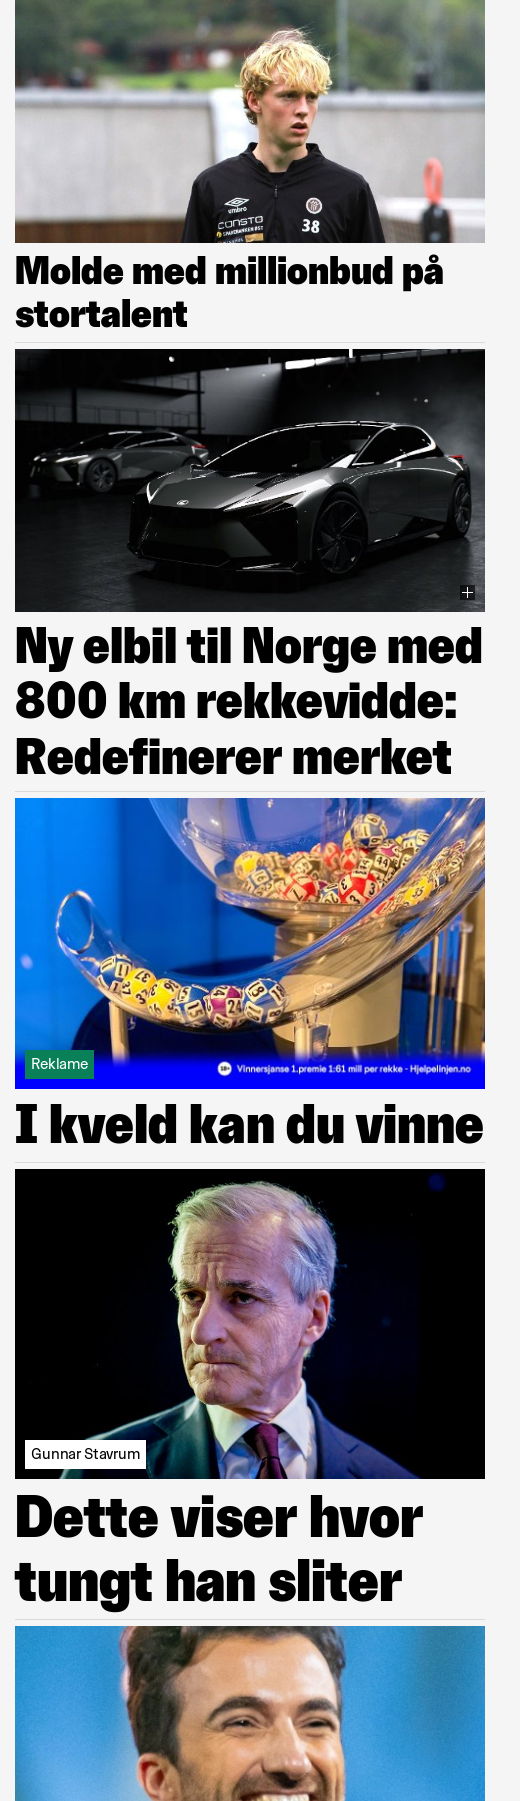 umbro
CONSTO
SPAREBANKEN ØST
38
Molde med millionbud på
stortalent
Ny elbil til Norge med
800 km rekkevidde:
Redefinerer merket
Reklame
18+ Vinnersjanse 1.premie 1:61 mill per rekke - Hjelpelinjen.no
I kveld kan du vinne
Gunnar Stavrum
Dette viser hvor
tungt han sliter